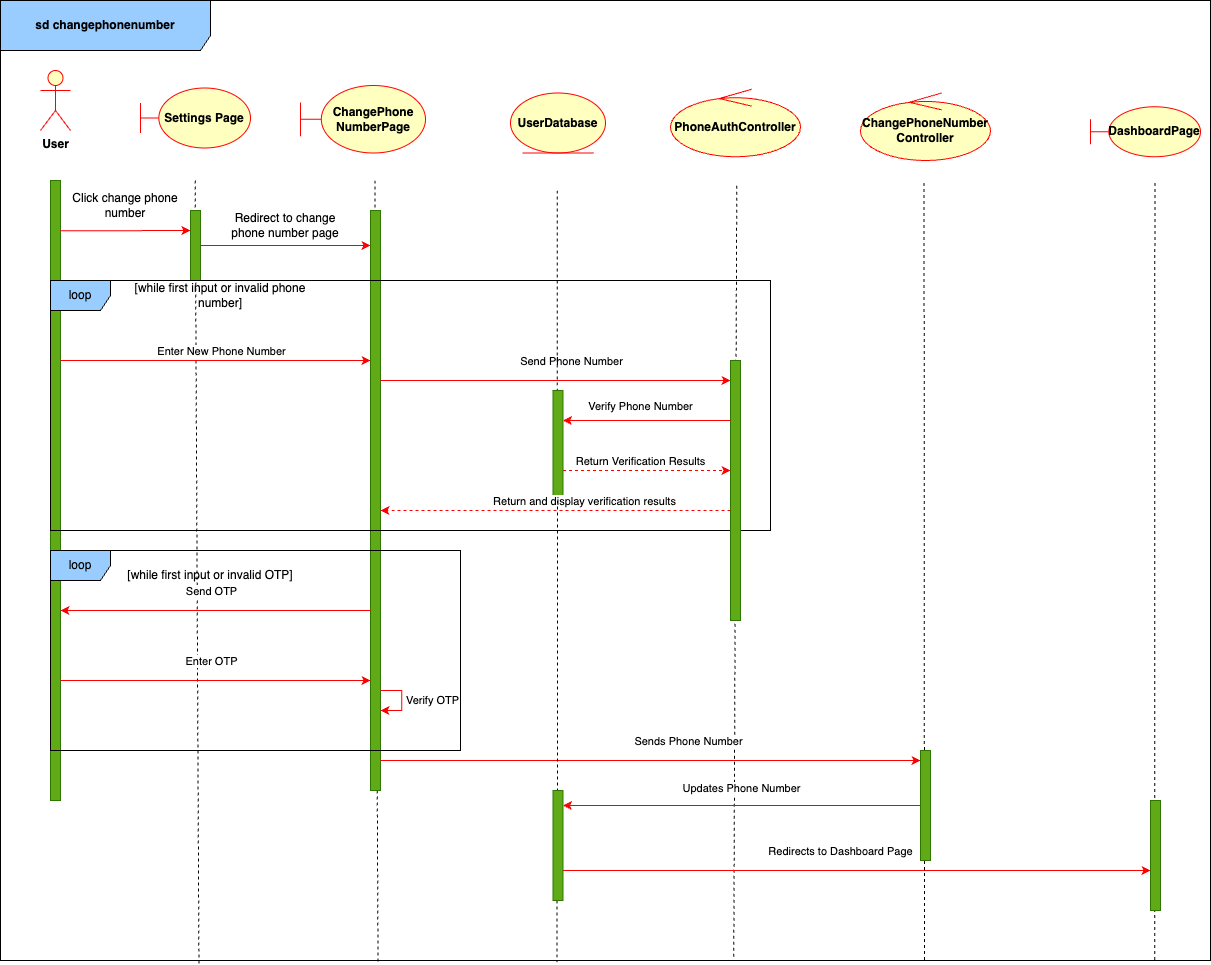 sd changephonenumber
User
Settings Page
ChangePhone
NumberPage
UserDatabase
PhoneAuthController
ChangePhoneNumber
Controller
DashboardPage
Click change phone
number
Redirect to change
phone number page
loop
[while first input or invalid phone
number]
Enter New Phone Number
Send Phone Number
Verify Phone Number
Return Verification Results
Return and display verification results
loop
[while first input or invalid OTP]
Send OTP
Enter OTP
Verify OTP
Sends Phone Number
Updates Phone Number
Redirects to Dashboard Page